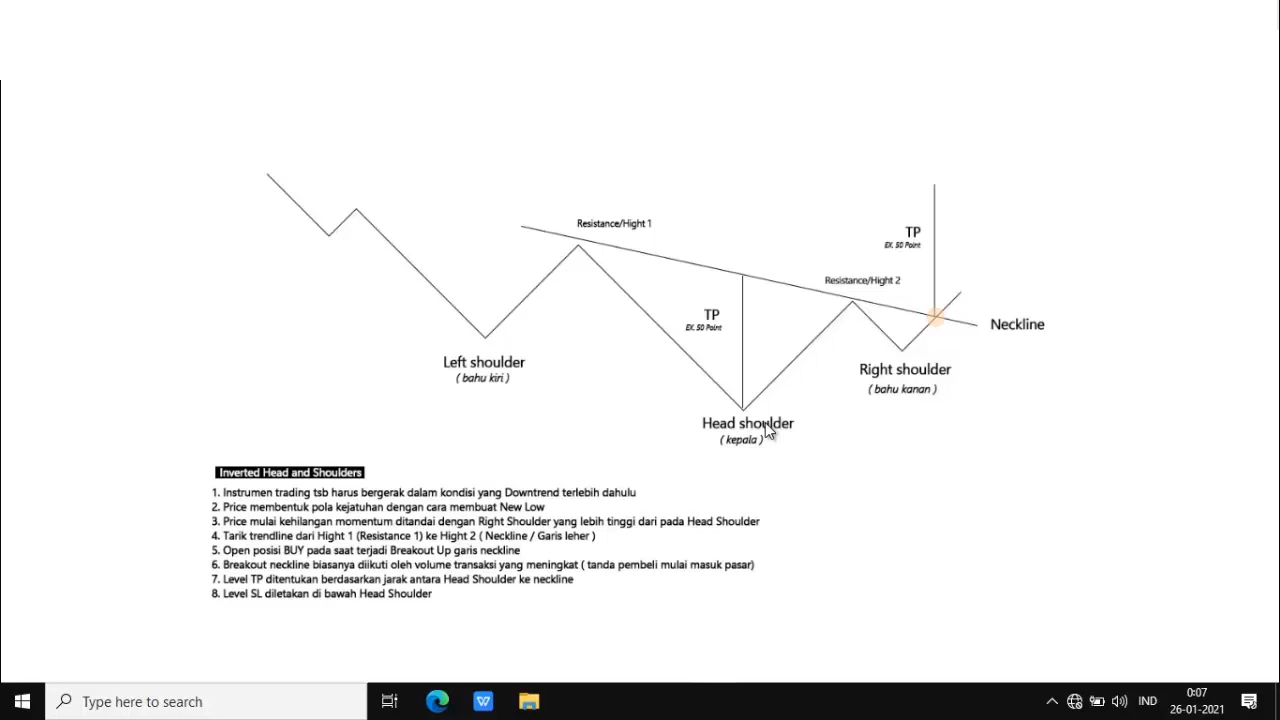 Resistance/Hight 1
TP
EX. 50 Point
Resistance/Hight 2
TP
EX. 50 Point
Neckline
Left shoulder
( bahu kiri )
Right shoulder
( bahu kanan )
Head shoulder
( kepala )
Inverted Head and Shoulders
1. Instrumen trading tsb harus bergerak dalam kondisi yang Downtrend terlebih dahulu
2. Price membentuk pola kejatuhan dengan cara membuat New Low
3. Price mulai kehilangan momentum ditandai dengan Right Shoulder yang lebih tinggi dari pada Head Shoulder
4. Tarik trendline dari Hight 1 (Resistance 1) ke Hight 2 ( Neckline / Garis leher )
5. Open posisi BUY pada saat terjadi Breakout Up garis neckline
6. Breakout neckline biasanya diikuti oleh volume transaksi yang meningkat ( tanda pembeli mulai masuk pasar)
7. Level TP ditentukan berdasarkan jarak antara Head Shoulder ke neckline
8. Level SL diletakan di bawah Head Shoulder
Type here to search
IND
0:07
26-01-2021